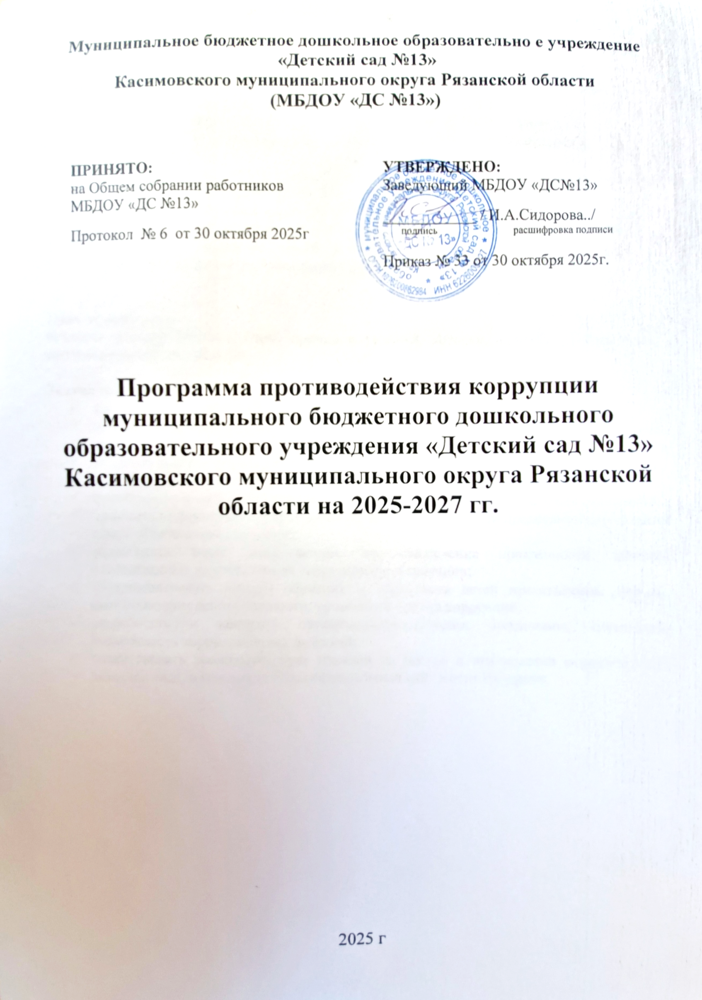 Муниципальное бюджетное дошкольное образовательно е учреждение
«Детский сад №13»
Касимовского муниципального округа Рязанской области
(МБДОУ «ДС №13»)
ПРИНЯТО:
на Общем собрании работников
МБДОУ «ДС №13»
Протокол № 6 от 30 октября 2025г
УТВЕРЖДЕНО:
Заведующий МБДОУ «ДС№13»
/ И.А.Сидорова../
подпись расшифровка подписи
Приказ № 33 от 30 октября 2025г.
МБДОУ
13»
Программа противодействия коррупции
муниципального бюджетного дошкольного
образовательного учреждения «Детский сад №13»
Касимовского муниципального округа Рязанской
области на 2025-2027 гг.
2025 г